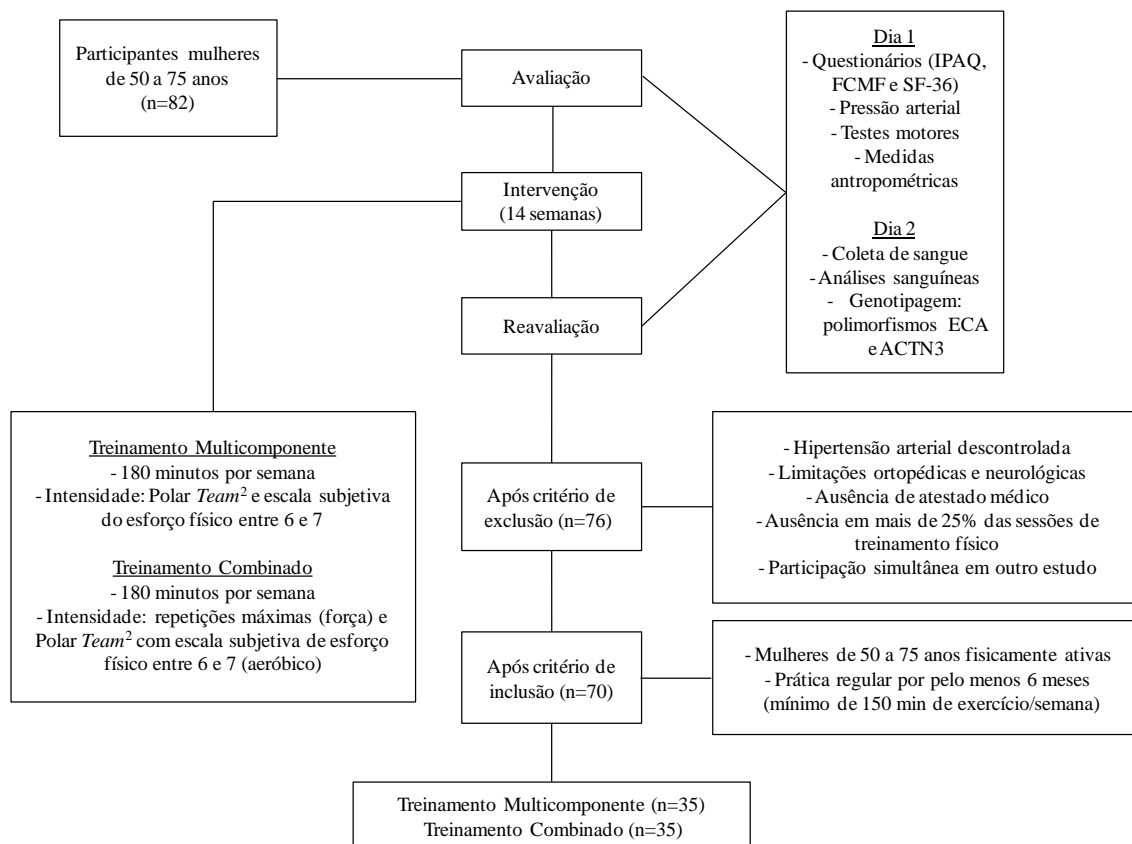 Participantes mulheres
de 50 a 75 anos
(n=82)
Avaliação
Dia 1
- Questionários (IPAQ,
FCMF e SF-36)
- Pressão arterial
- Testes motores
- Medidas
antropométricas
Dia 2
- Coleta de sangue
- Análises sanguíneas
- Genotipagem:
polimorfismos ECA
e ACTN3
Intervenção
(14 semanas)
Reavaliação
Treinamento Multicomponente
- 180 minutos por semana
- Intensidade: Polar Team² e escala subjetiva
do esforço físico entre 6 e 7
Treinamento Combinado
- 180 minutos por semana
- Intensidade: repetições máximas (força) e
Polar Team² com escala subjetiva de esforço
físico entre 6 e 7 (aeróbico)
Após critério de
exclusão (n=76)
- Hipertensão arterial descontrolada
- Limitações ortopédicas e neurológicas
- Ausência de atestado médico
- Ausência em mais de 25% das sessões de
treinamento físico
- Participação simultânea em outro estudo
Após critério de
inclusão (n=70)
- Mulheres de 50 a 75 anos fisicamente ativas
- Prática regular por pelo menos 6 meses
(mínimo de 150 min de exercício/semana)
Treinamento Multicomponente (n=35)
Treinamento Combinado (n=35)